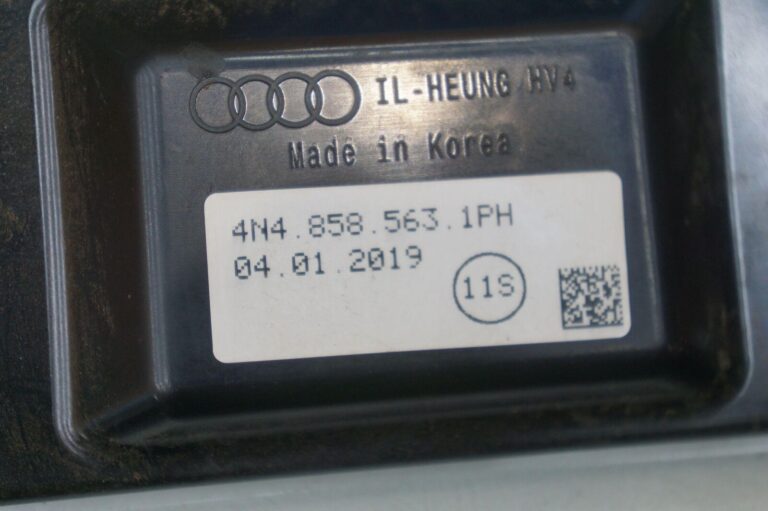 IL-HEUNG HV4
Made in Korea
4N4.858.563.1PH
04.01.2019
11S